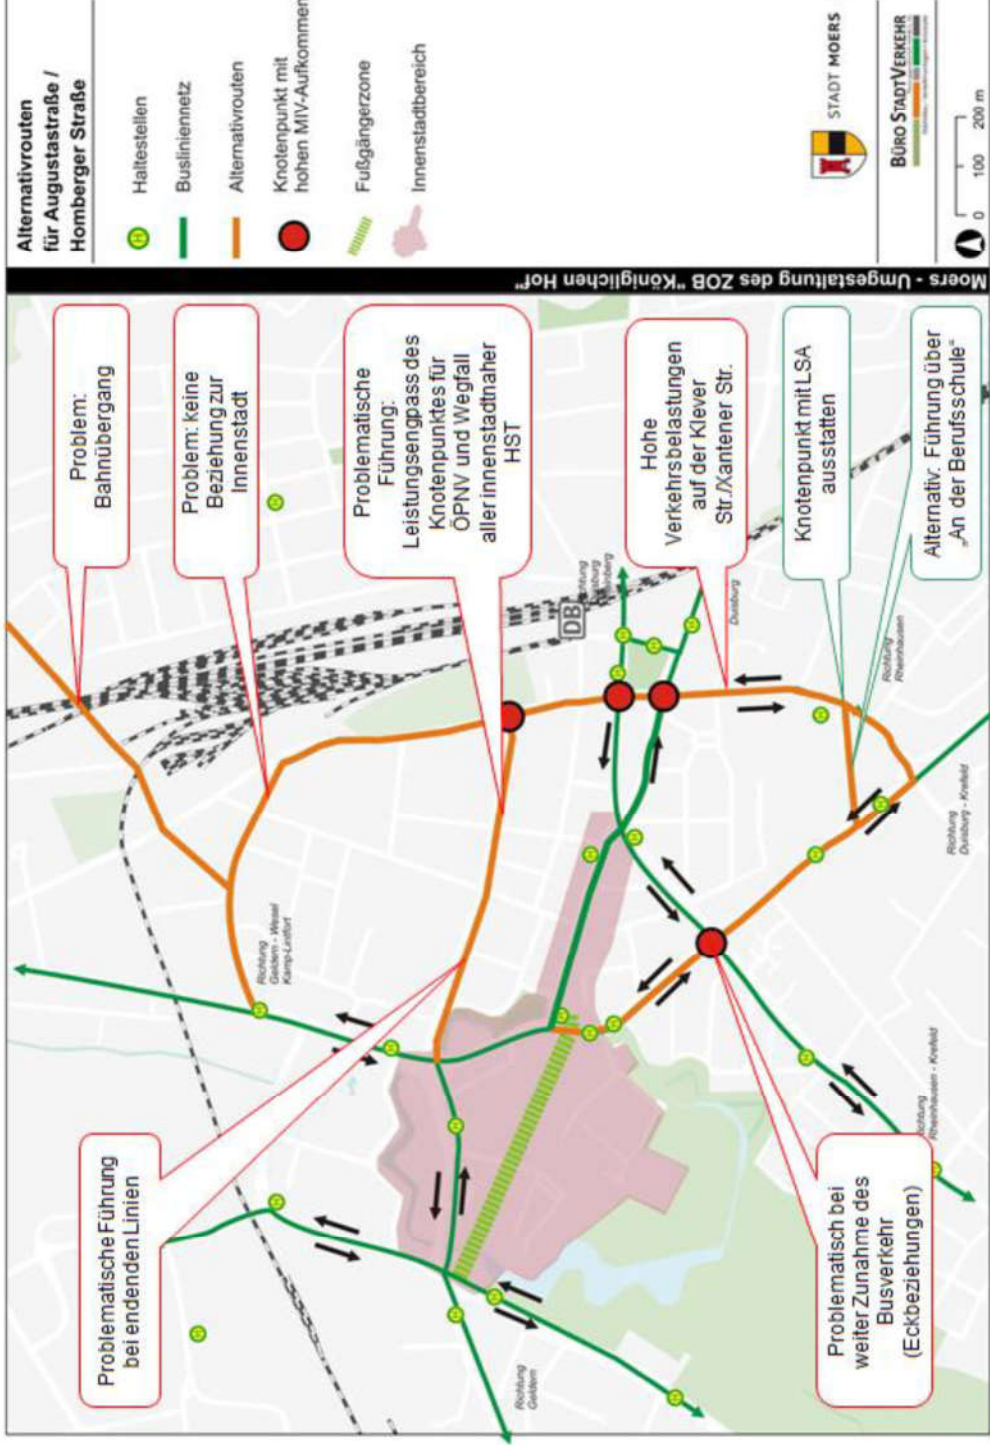 Alternativrouten
für Augustastraße /
Homberger Straße
Haltestellen
Busliniennetz
Alternativrouten
Knotenpunkt mit
hohen MIV-Aufkommen
Fußgängerzone
Innenstadtbereich
STADT MOERS
BÜRO STADTVERKEHR
0 100 200 m
Moers - Umgestaltung des ZOB "Königlichen Hof"
Problem:
Bahnübergang
Problem: keine
Beziehung zur
Innenstadt
Problematische
Führung:
Leistungsengpass des
Knotenpunktes für
ÖPNV und Wegfall
aller innenstadtnaher
HST
Hohe
Verkehrsbelastungen
auf der Klever
Str./Xantener Str.
Knotenpunkt mit LSA
ausstatten
Alternativ. Führung über
„An der Berufsschule“
Problematische Führung
bei endenden Linien
Problematisch bei
weiter Zunahme des
Busverkehr
(Eckbeziehungen)
DB
Duisburg
Richtung
Rheinhausen
Richtung
Duisburg - Krefeld
Richtung
Geldern - Wesel
Kamp-Lintfort
Rheinhausen - Krefeld
Richtung
Geldern